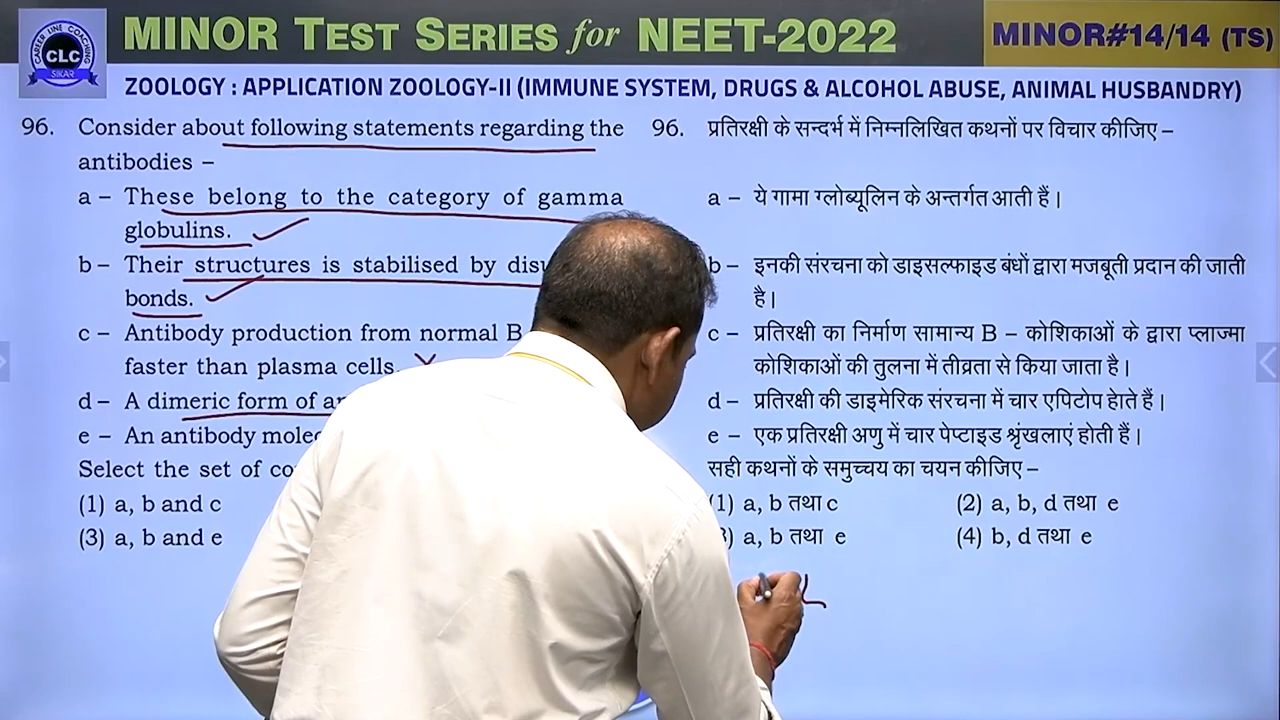 CAREER LINE COACHING
CLC
SIKAR
MINOR TEST SERIES for NEET-2022
MINOR#14/14 (TS)
ZOOLOGY : APPLICATION ZOOLOGY-II (IMMUNE SYSTEM, DRUGS & ALCOHOL ABUSE, ANIMAL HUSBANDRY)
96. Consider about following statements regarding the
antibodies –
a – These belong to the category of gamma
globulins.
b – Their structures is stabilised by
bonds.
c – Antibody production from normal B
faster than plasma cells.
d – A dimeric form of
e – An antibody
Select the set of
(1) a, b and c
(3) a, b and e
96. प्रतिरक्षी के सन्दर्भ में निम्नलिखित कथनों पर विचार कीजिए –
a – ये गामा ग्लोब्यूलिन के अन्तर्गत आती हैं।
b – इनकी संरचना को डाइसल्फाइड बंधों द्वारा मजबूती प्रदान की जाती
है।
c – प्रतिरक्षी का निर्माण सामान्य B – कोशिकाओं के द्वारा प्लाज्मा
कोशिकाओं की तुलना में तीव्रता से किया जाता है।
d – प्रतिरक्षी की डाइमेरिक संरचना में चार एपिटोप होते हैं।
e – एक प्रतिरक्षी अणु में चार पेप्टाइड श्रृंखलाएं होती हैं।
सही कथनों के समुच्चय का चयन कीजिए –
(1) a, b तथा c (2) a, b, d तथा e
3) a, b तथा e (4) b, d तथा e